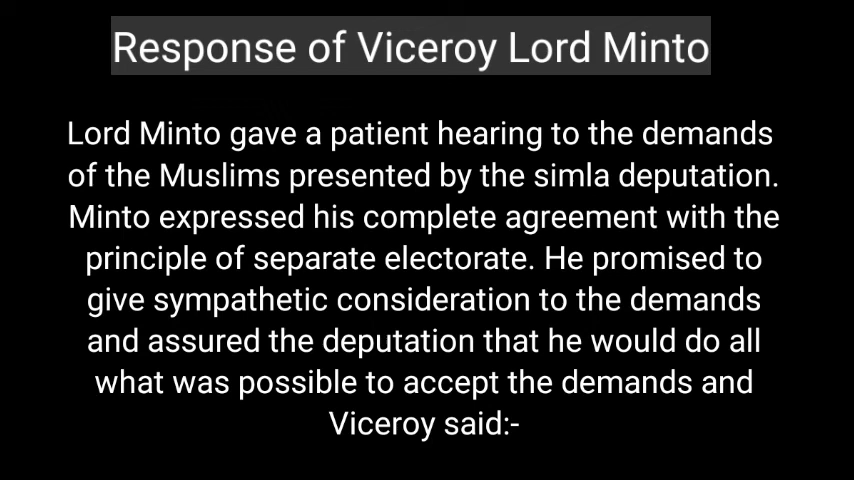 Response of Viceroy Lord Minto
Lord Minto gave a patient hearing to the demands
of the Muslims presented by the simla deputation.
Minto expressed his complete agreement with the
principle of separate electorate. He promised to
give sympathetic consideration to the demands
and assured the deputation that he would do all
what was possible to accept the demands and
Viceroy said:-